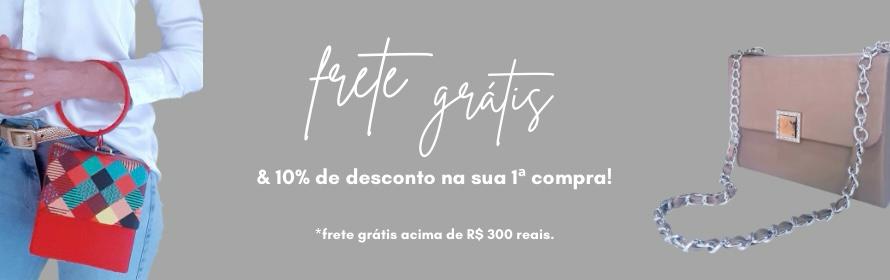 frete grátis
& 10% de desconto na sua 1ª compra!
*frete grátis acima de R$ 300 reais.